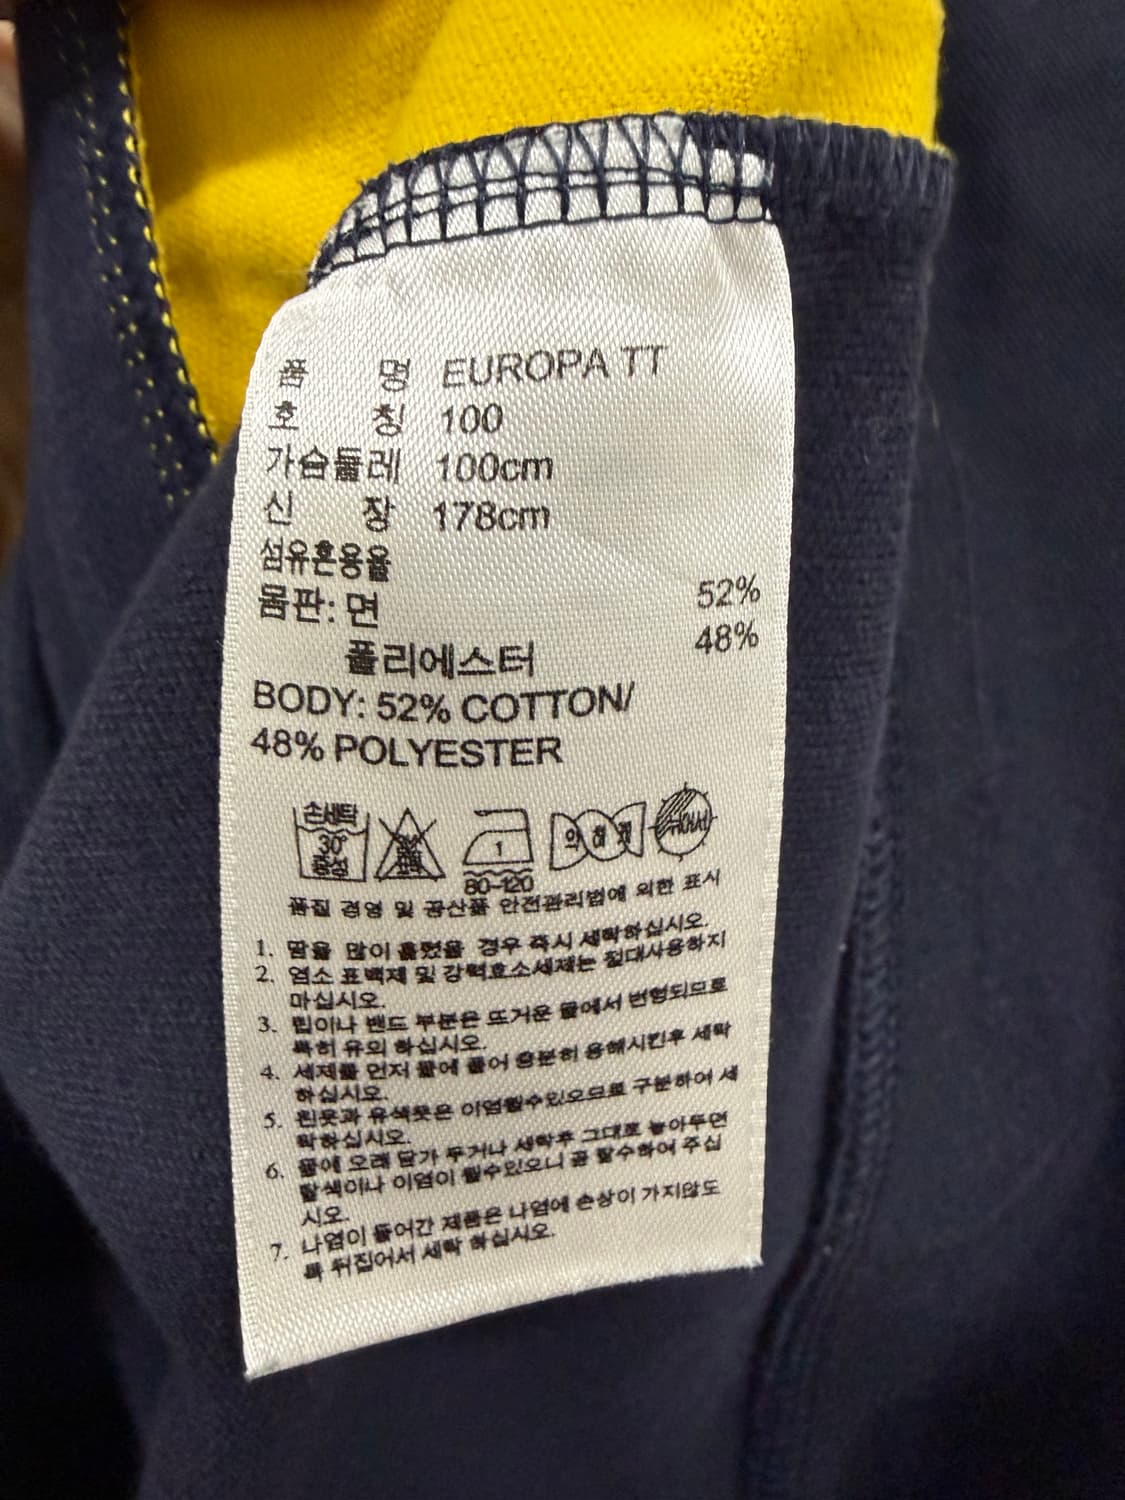 품 명 EUROPA TT
호 칭 100
가슴둘레 100cm
신 장 178cm
섬유혼용율
몸판: 면 52%
폴리에스터 48%
BODY: 52% COTTON/
48% POLYESTER
손세탁
30°
중성
1
80-120
뉘어서
품질 경영 및 공산품 안전관리법에 의한 표시
1. 땀을 많이 흘렸을 경우 즉시 세탁하십시오.
2. 염소 표백제 및 강력효소세제는 절대사용하지
마십시오.
3. 립이나 밴드 부분은 뜨거운 물에서 변형되므로
특히 유의 하십시오.
4. 세제를 먼저 물에 풀어 충분히 용해시킨후 세탁
하십시오.
5. 흰옷과 유색옷은 이염될수있으므로 구분하여 세
탁하십시오.
6. 물에 오래 담가 두거나 세탁후 그대로 놓아두면
탈색이나 이염이 될수있으니 꼭 탈수하여 주십
시오.
7. 나염이 들어간 제품은 나염에 손상이 가지않도
록 뒤집어서 세탁 하십시오.